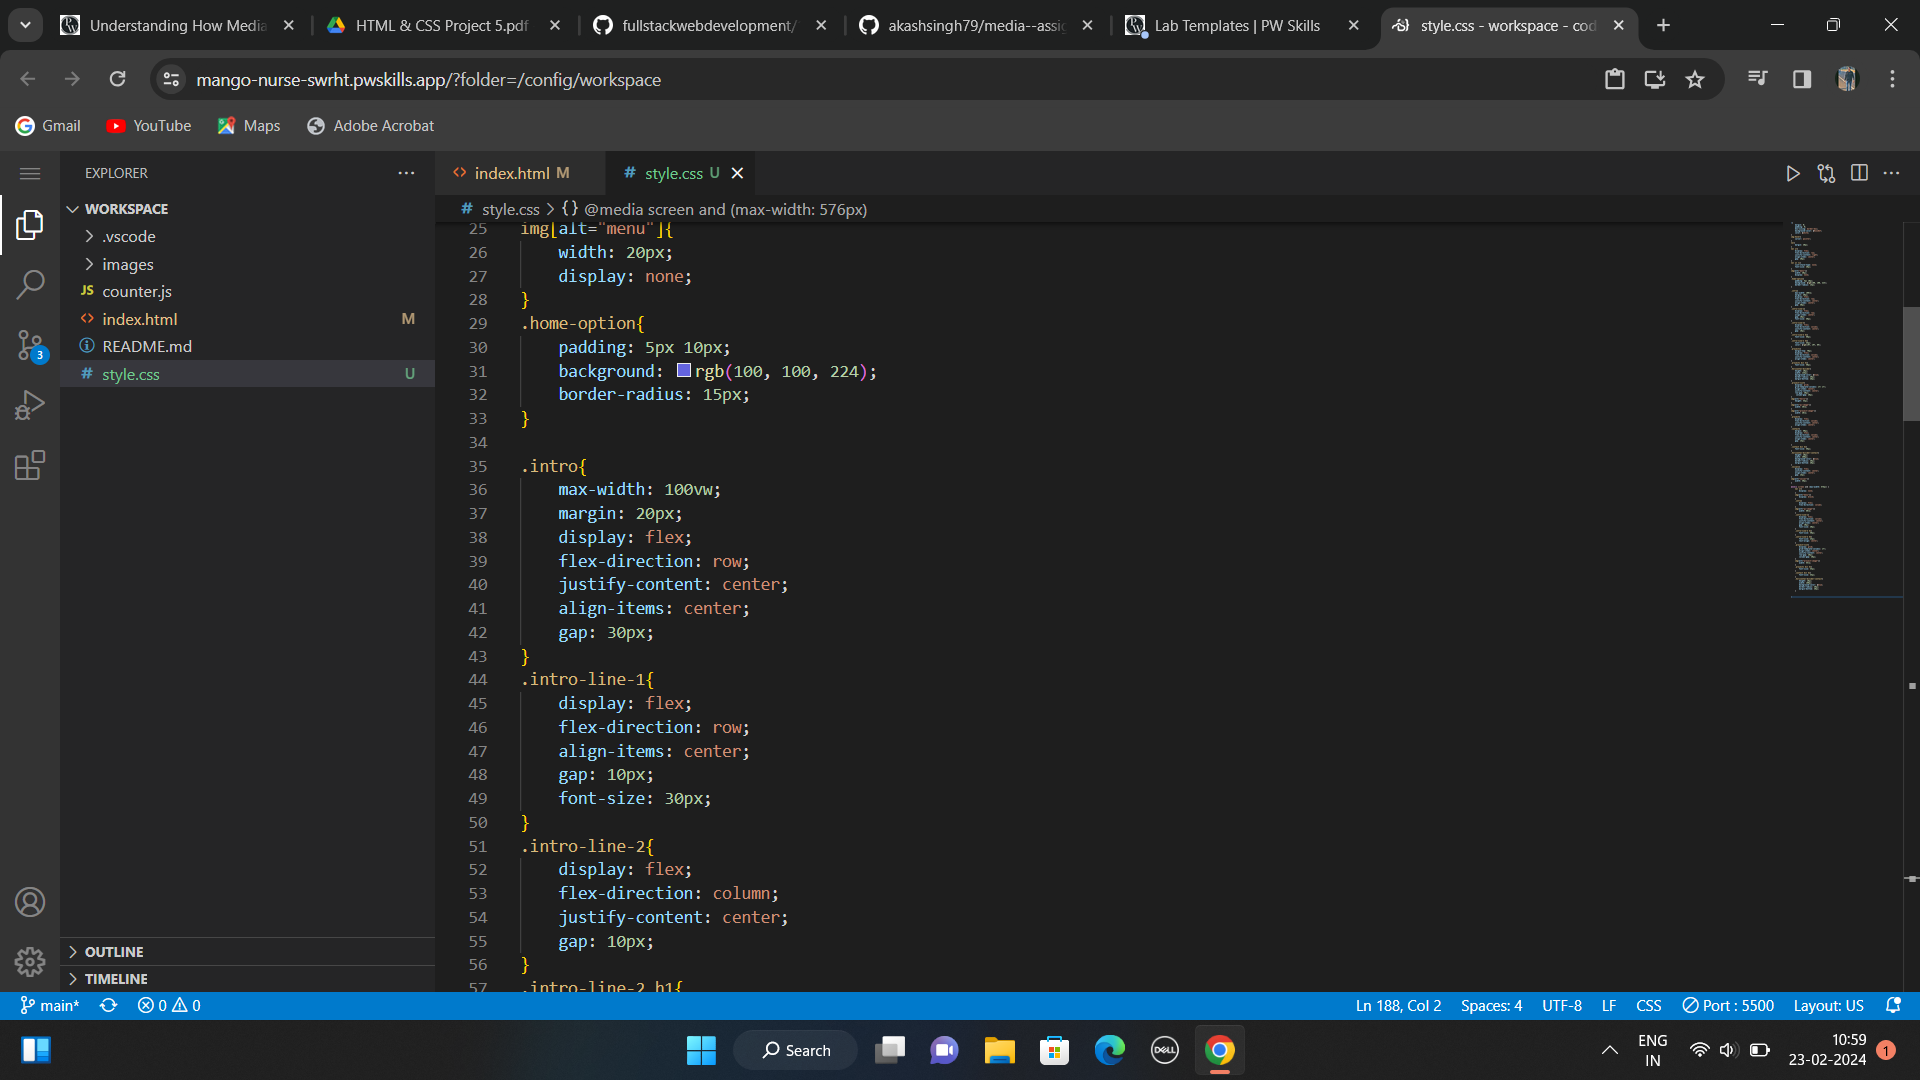 Understanding How Media
HTML & CSS Project 5.pdf
fullstackwebdevelopment/
akashsingh79/media--assig
Lab Templates | PW Skills
style.css - workspace - cod
mango-nurse-swrht.pwskills.app/?folder=/config/workspace
Gmail
YouTube
Maps
Adobe Acrobat
EXPLORER
index.html M
style.css U
WORKSPACE
style.css > {} @media screen and (max-width: 576px)
.vscode
images
JS counter.js
index.html M
README.md
style.css U
3
OUTLINE
TIMELINE
25 img[alt="menu"]{
26 width: 20px;
27 display: none;
28 }
29 .home-option{
30 padding: 5px 10px;
31 background: rgb(100, 100, 224);
32 border-radius: 15px;
33 }
34
35 .intro{
36 max-width: 100vw;
37 margin: 20px;
38 display: flex;
39 flex-direction: row;
40 justify-content: center;
41 align-items: center;
42 gap: 30px;
43 }
44 .intro-line-1{
45 display: flex;
46 flex-direction: row;
47 align-items: center;
48 gap: 10px;
49 font-size: 30px;
50 }
51 .intro-line-2{
52 display: flex;
53 flex-direction: column;
54 justify-content: center;
55 gap: 10px;
56 }
57 .intro-line-2 h1{
main* 0 0
Ln 188, Col 2 Spaces: 4 UTF-8 LF CSS Port : 5500 Layout: US
Search
DELL
ENG
IN
10:59
23-02-2024
1